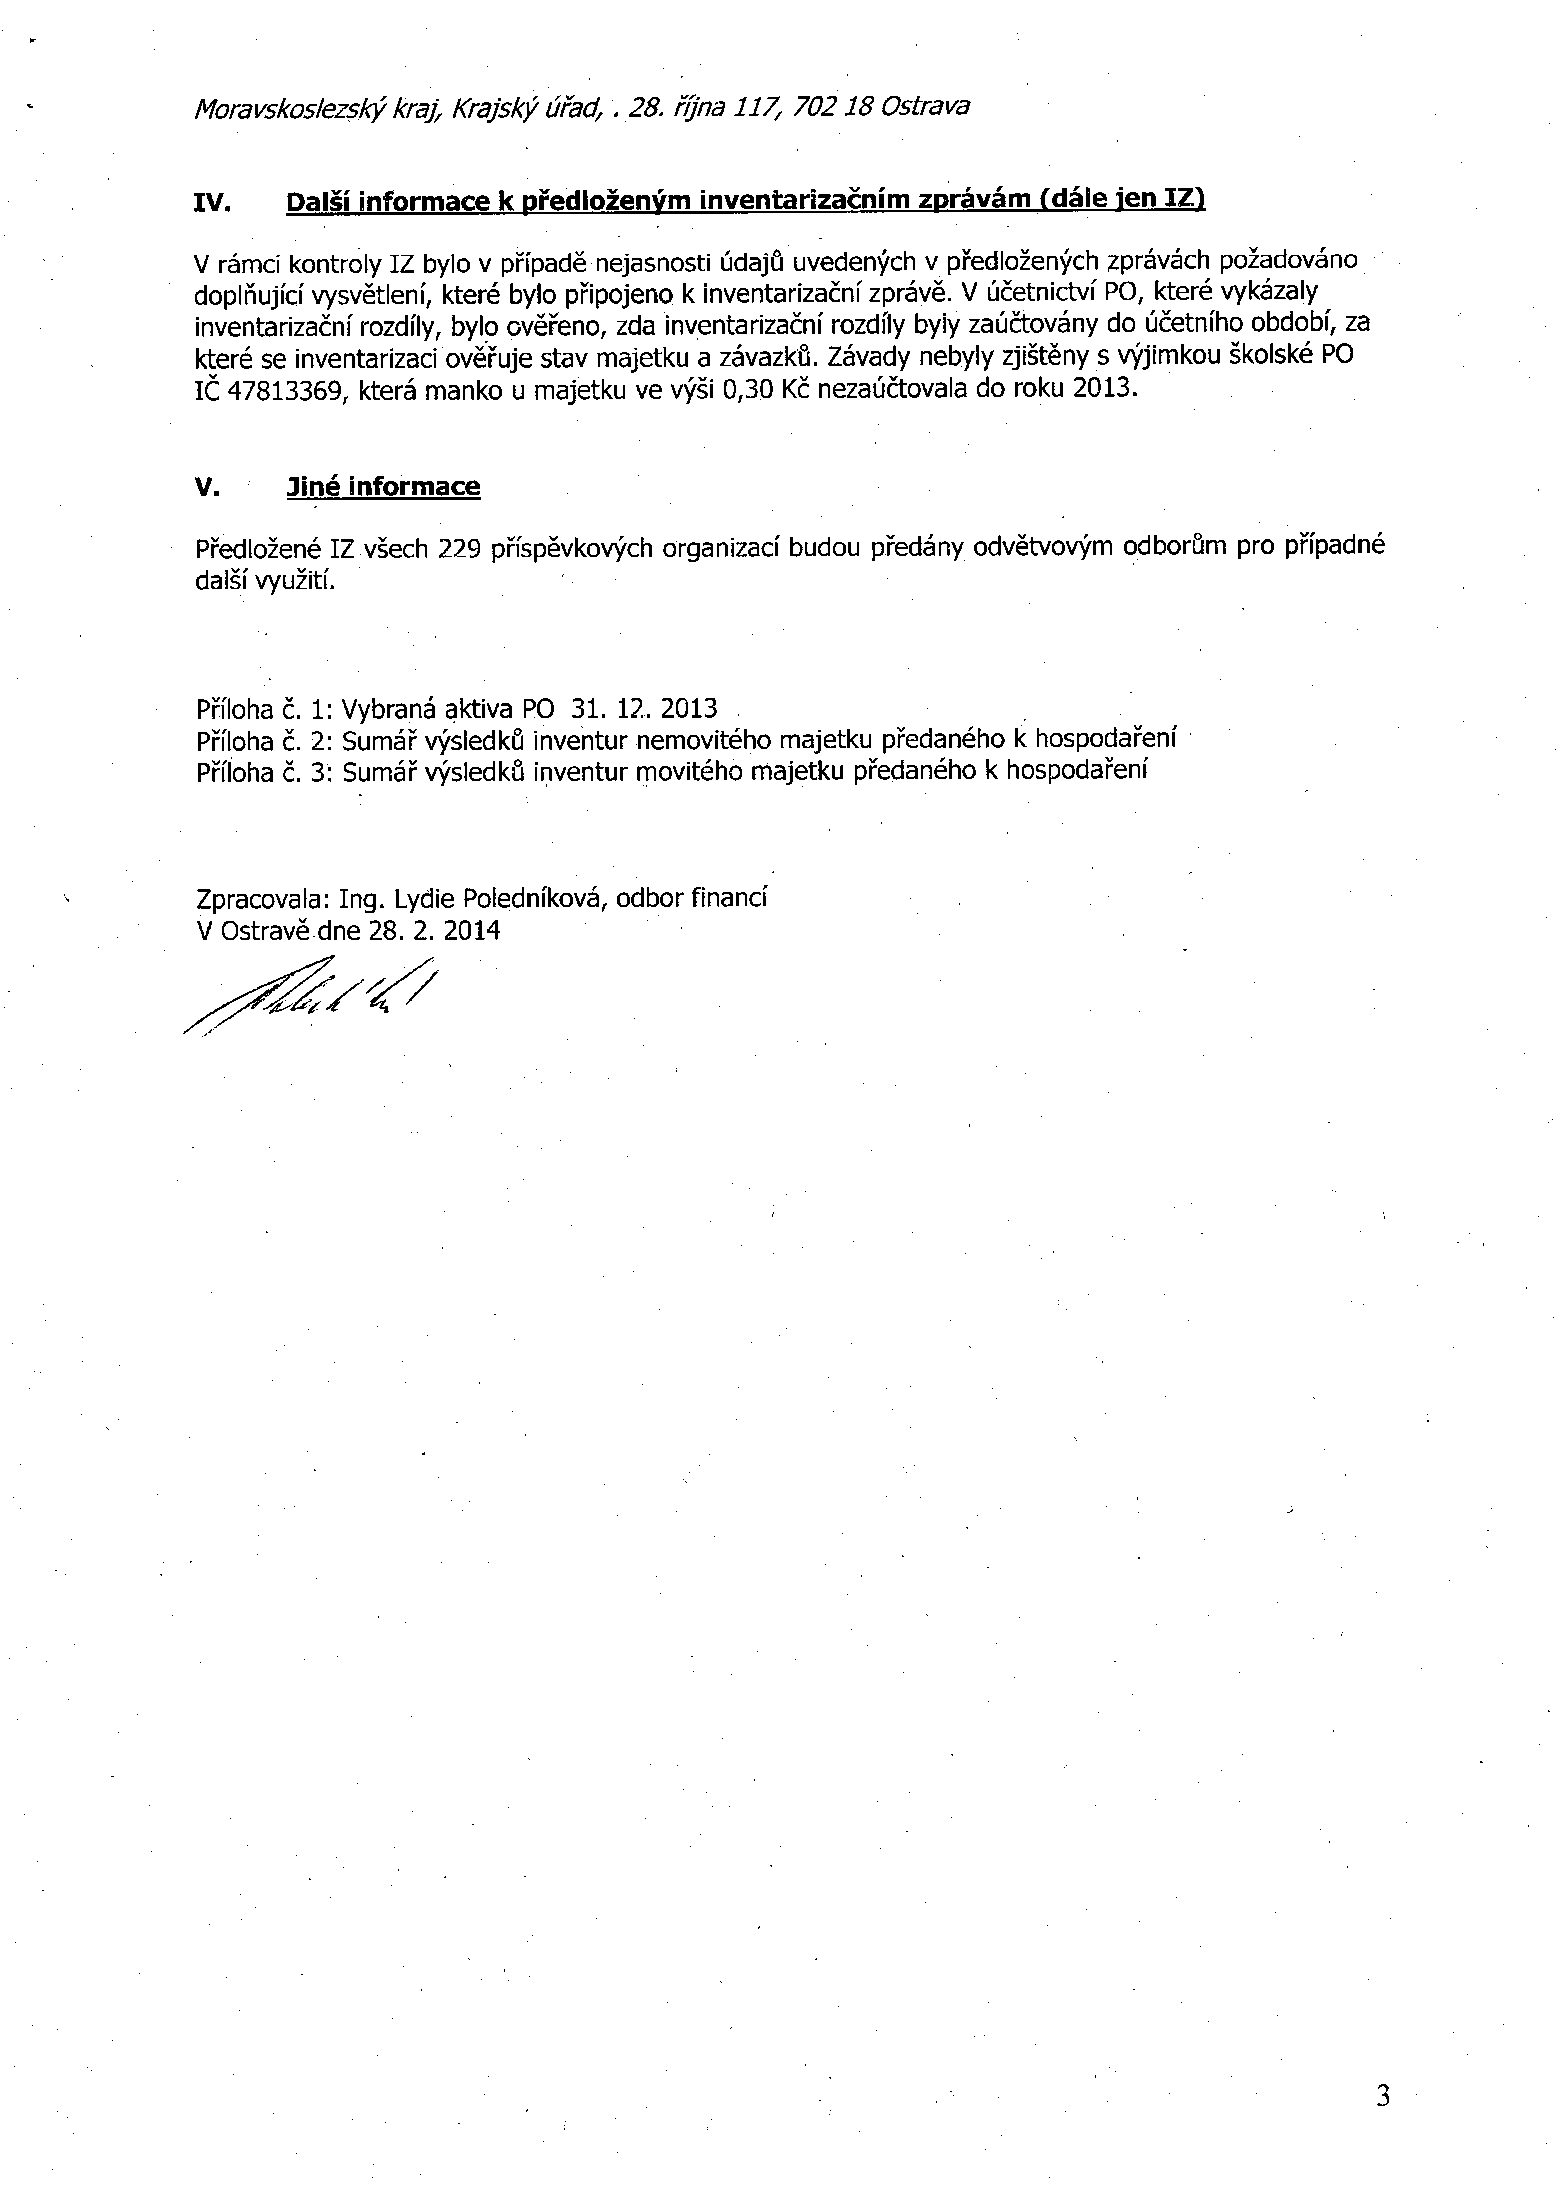 Moravskoslezský kraj, Krajský úřad, . 28. října 117, 702 18 Ostrava
IV. Další informace k předloženým inventarizačním zprávám (dále jen IZ)
V rámci kontroly IZ bylo v případě nejasnosti údajů uvedených v předložených zprávách požadováno
doplňující vysvětlení, které bylo připojeno k inventarizační zprávě. V účetnictví PO, které vykázaly
inventarizační rozdíly, bylo ověřeno, zda inventarizační rozdíly byly zaúčtovány do účetního období, za
které se inventarizaci ověřuje stav majetku a závazků. Závady nebyly zjištěny s výjimkou školské PO
IČ 47813369, která manko u majetku ve výši 0,30 Kč nezaúčtovala do roku 2013.
V. Jiné informace
Předložené IZ všech 229 příspěvkových organizací budou předány odvětvovým odborům pro případné
další využití.
Příloha č. 1: Vybraná aktiva PO 31. 12. 2013
Příloha č. 2: Sumář výsledků inventur nemovitého majetku předaného k hospodaření
Příloha č. 3: Sumář výsledků inventur movitého majetku předaného k hospodaření
Zpracovala: Ing. Lydie Poledníková, odbor financí
V Ostravě dne 28. 2. 2014
3